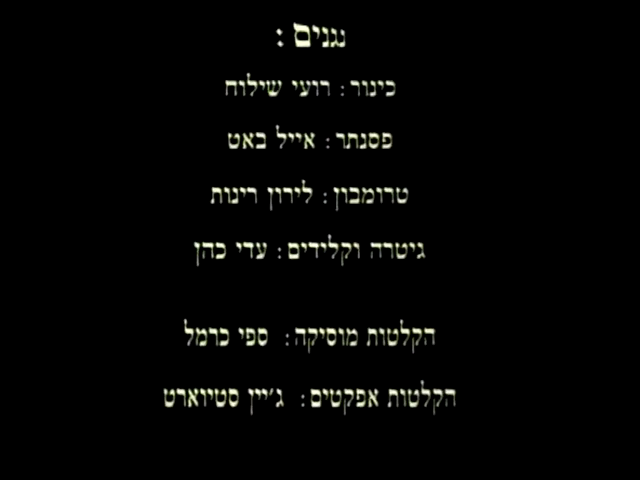 נגנים :
כינור : רועי שילוח
פסנתר : אייל באט
טרומבון : לירון רינות
גיטרה וקלידים : עדי כהן
הקלטות מוסיקה : ספי כרמל
הקלטות אפקטים : ג'יין סטיוארט